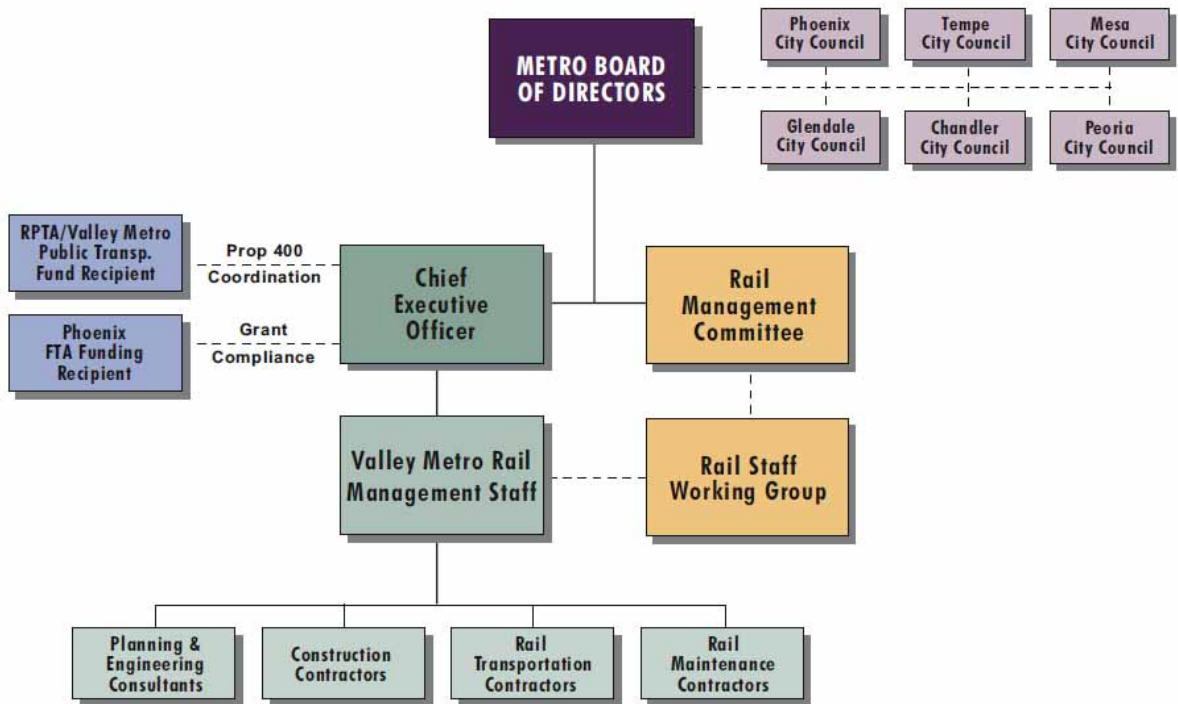 METRO BOARD
OF DIRECTORS
Phoenix
City Council
Tempe
City Council
Mesa
City Council
Glendale
City Council
Chandler
City Council
Peoria
City Council
RPTA/Valley Metro
Public Transp.
Fund Recipient
Prop 400
Coordination
Chief
Executive
Officer
Rail
Management
Committee
Phoenix
FTA Funding
Recipient
Grant
Compliance
Valley Metro Rail
Management Staff
Rail Staff
Working Group
Planning &
Engineering
Consultants
Construction
Contractors
Rail
Transportation
Contractors
Rail
Maintenance
Contractors